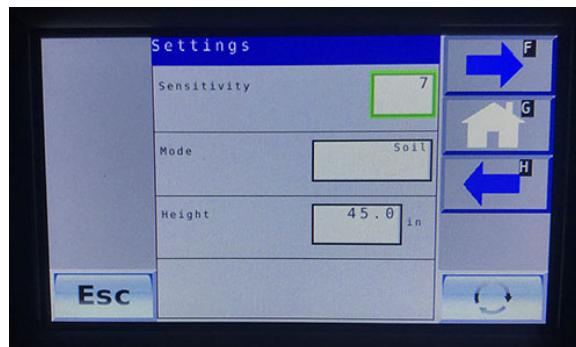 Settings
F
Sensitivity 7
G
Mode Soil
H
Height 45.0 in
Esc